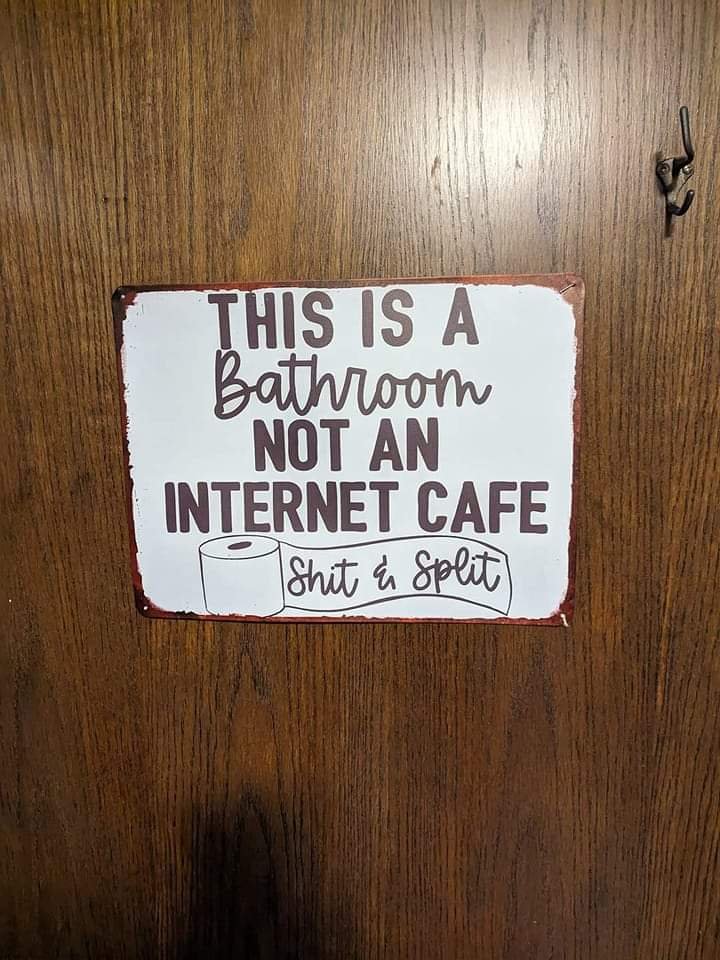 THIS IS A
Bathroom
NOT AN
INTERNET CAFE
Shit & Split